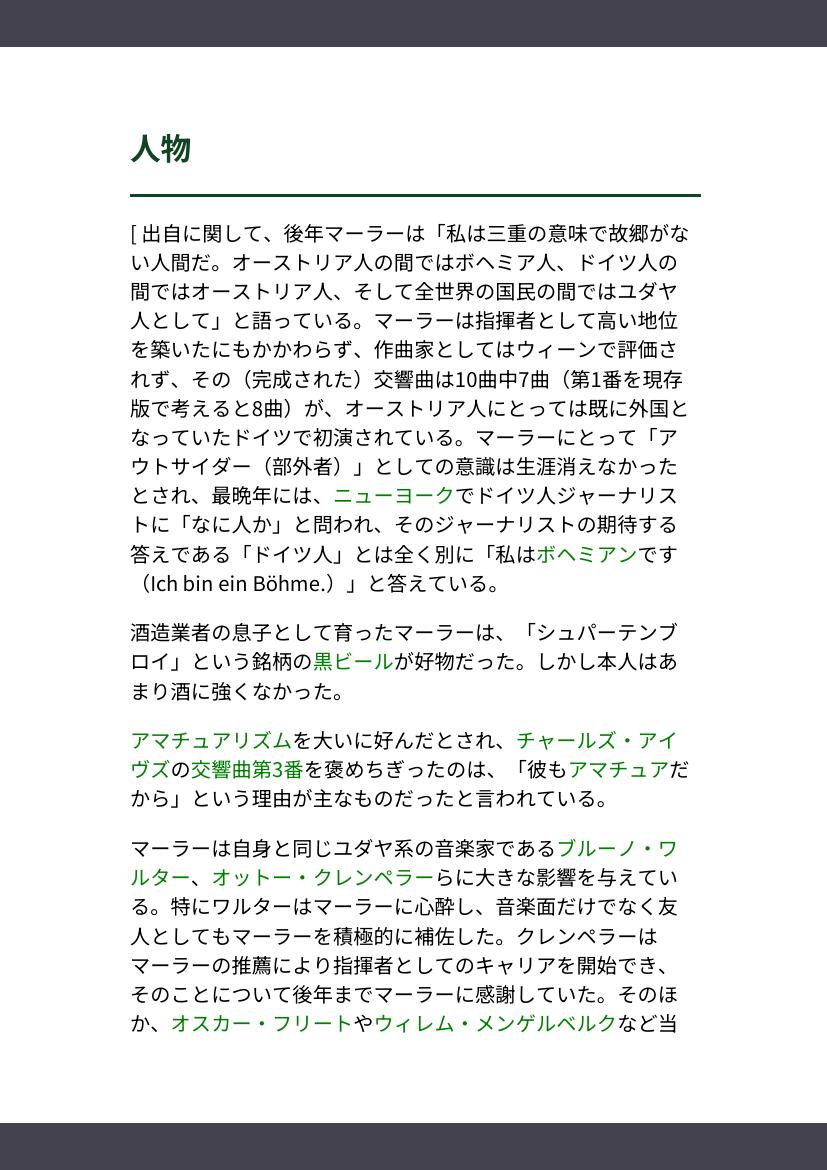 人物
[ 出自に関して、後年マーラーは「私は三重の意味で故郷がな
い人間だ。オーストリア人の間ではボヘミア人、ドイツ人の
間ではオーストリア人、そして全世界の国民の間ではユダヤ
人として」と語っている。マーラーは指揮者として高い地位
を築いたにもかかわらず、作曲家としてはウィーンで評価さ
れず、その（完成された）交響曲は10曲中7曲（第1番を現存
版で考えると8曲）が、オーストリア人にとっては既に外国と
なっていたドイツで初演されている。マーラーにとって「ア
ウトサイダー（部外者）」としての意識は生涯消えなかった
とされ、最晩年には、ニューヨークでドイツ人ジャーナリス
トに「なに人か」と問われ、そのジャーナリストの期待する
答えである「ドイツ人」とは全く別に「私はボヘミアンです
（Ich bin ein Böhme.）」と答えている。
酒造業者の息子として育ったマーラーは、「シュパーテンブ
ロイ」という銘柄の黒ビールが好物だった。しかし本人はあ
まり酒に強くなかった。
アマチュアリズムを大いに好んだとされ、チャールズ・アイ
ヴズの交響曲第3番を褒めちぎったのは、「彼もアマチュアだ
から」という理由が主なものだったと言われている。
マーラーは自身と同じユダヤ系の音楽家であるブルーノ・ワ
ルター、オットー・クレンペラーらに大きな影響を与えてい
る。特にワルターはマーラーに心酔し、音楽面だけでなく友
人としてもマーラーを積極的に補佐した。クレンペラーは
マーラーの推薦により指揮者としてのキャリアを開始でき、
そのことについて後年までマーラーに感謝していた。そのほ
か、オスカー・フリートやウィレム・メンゲルベルクなど当